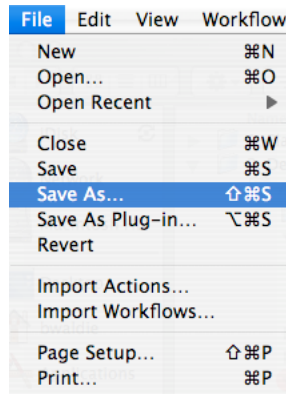 File Edit View Workflow
New ⌘N
Open... ⌘O
Open Recent ▶
Close ⌘W
Save ⌘S
Save As... ⇧⌘S
Save As Plug-in... ⌥⌘S
Revert
Import Actions...
Import Workflows...
Page Setup... ⇧⌘P
Print... ⌘P